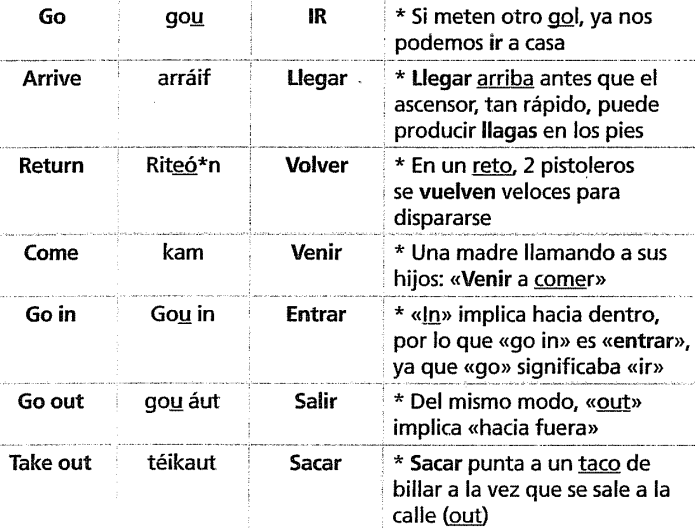 Go gou IR * Si meten otro gol, ya nos
podemos ir a casa
Arrive arráif Llegar * Llegar arriba antes que el
ascensor, tan rápido, puede
producir llagas en los pies
Return Riteó*n Volver * En un reto, 2 pistoleros
se vuelven veloces para
dispararse
Come kam Venir * Una madre llamando a sus
hijos: «Venir a comer»
Go in Gou in Entrar * «In» implica hacia dentro,
por lo que «go in» es «entrar»,
ya que «go» significaba «ir»
Go out gou áut Salir * Del mismo modo, «out»
implica «hacia fuera»
Take out téikaut Sacar * Sacar punta a un taco de
billar a la vez que se sale a la
calle (out)